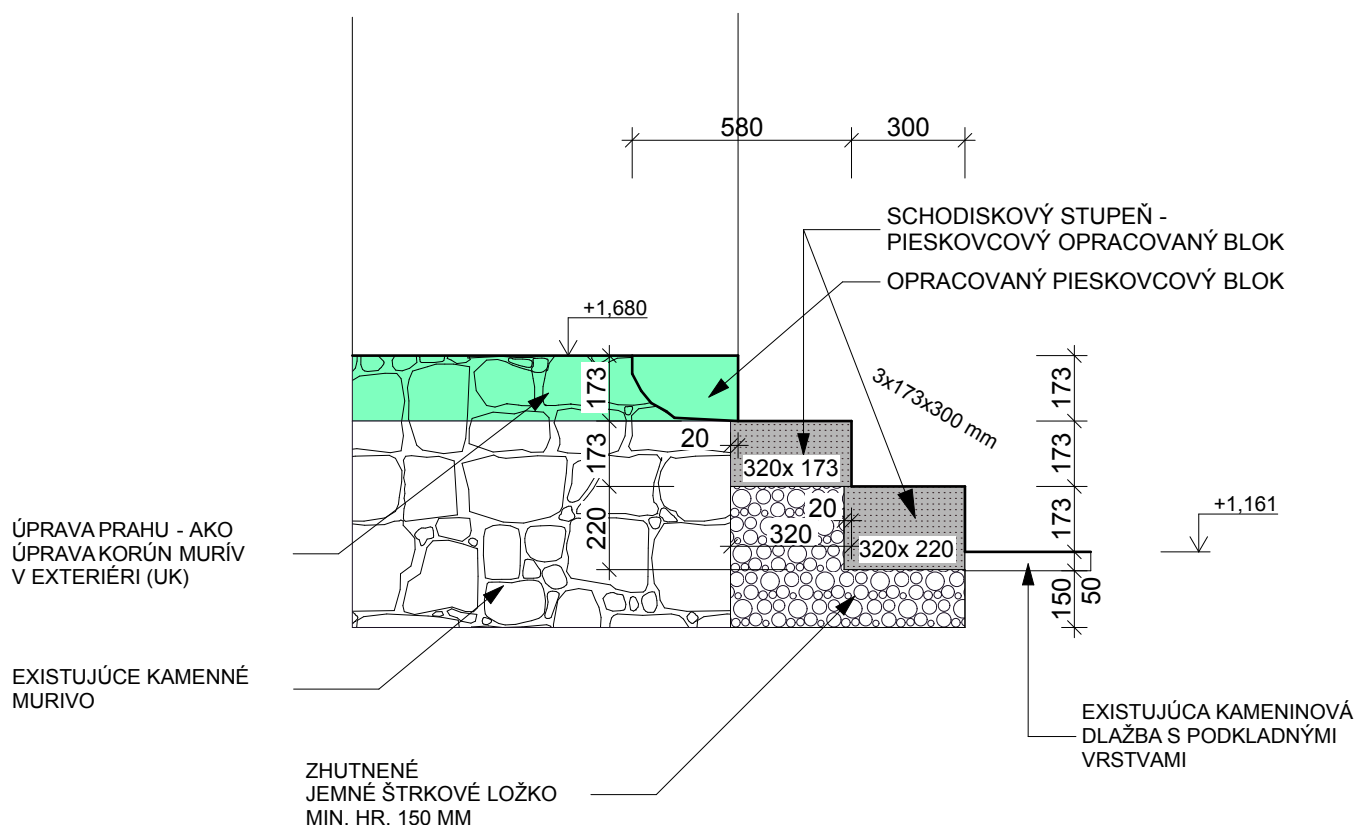 580
300
SCHODISKOVÝ STUPEŇ -
PIESKOVCOVÝ OPRACOVANÝ BLOK
OPRACOVANÝ PIESKOVCOVÝ BLOK
+1,680
173
173
220
20
320x 173
20
320
320x 220
3x173x300 mm
173
173
173
150
50
+1,161
ÚPRAVA PRAHU - AKO
ÚPRAVA KORÚN MURÍV
V EXTERIÉRI (UK)
EXISTUJÚCE KAMENNÉ
MURIVO
ZHUTNENÉ
JEMNÉ ŠTRKOVÉ LOŽKO
MIN. HR. 150 MM
EXISTUJÚCA KAMENINOVÁ
DLAŽBA S PODKLADNÝMI
VRSTVAMI